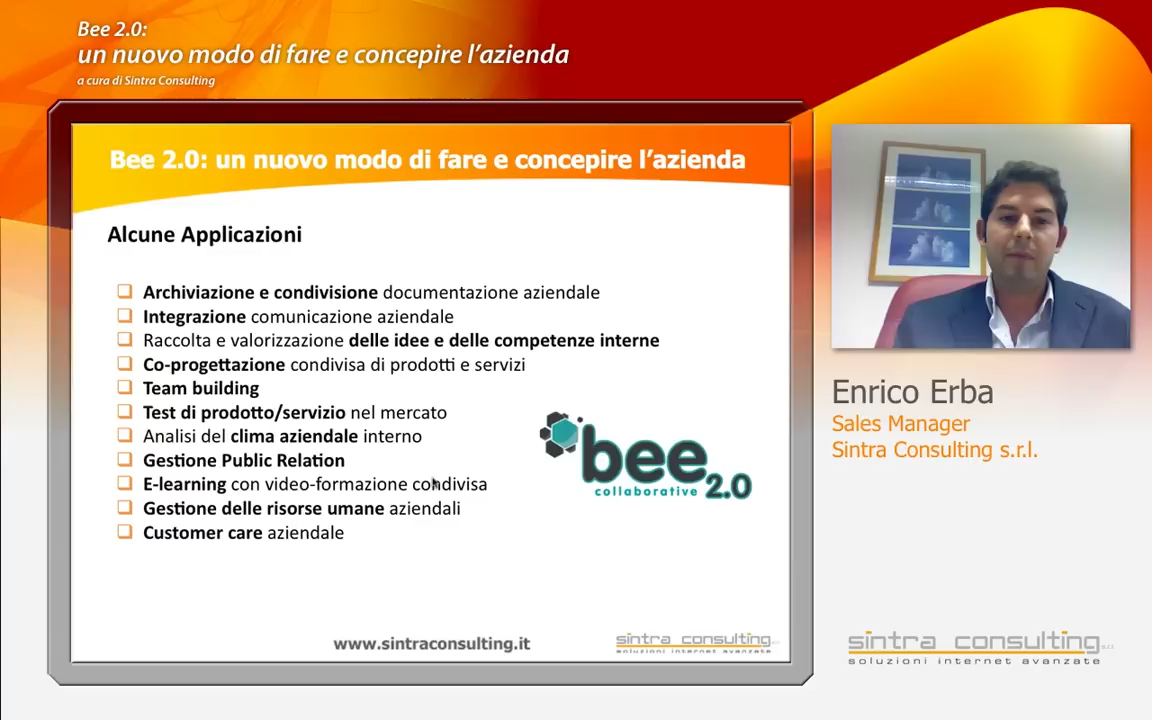 Bee 2.0:
un nuovo modo di fare e concepire l'azienda
a cura di Sintra Consulting
Bee 2.0: un nuovo modo di fare e concepire l'azienda
Alcune Applicazioni
Archiviazione e condivisione documentazione aziendale
Integrazione comunicazione aziendale
Raccolta e valorizzazione delle idee e delle competenze interne
Co-progettazione condivisa di prodotti e servizi
Team building
Test di prodotto/servizio nel mercato
Analisi del clima aziendale interno
Gestione Public Relation
E-learning con video-formazione condivisa
Gestione delle risorse umane aziendali
Customer care aziendale
bee
collaborative 2.0
www.sintraconsulting.it
sintra consulting
soluzioni internet avanzate
Enrico Erba
Sales Manager
Sintra Consulting s.r.l.
sintra consulting
soluzioni internet avanzate